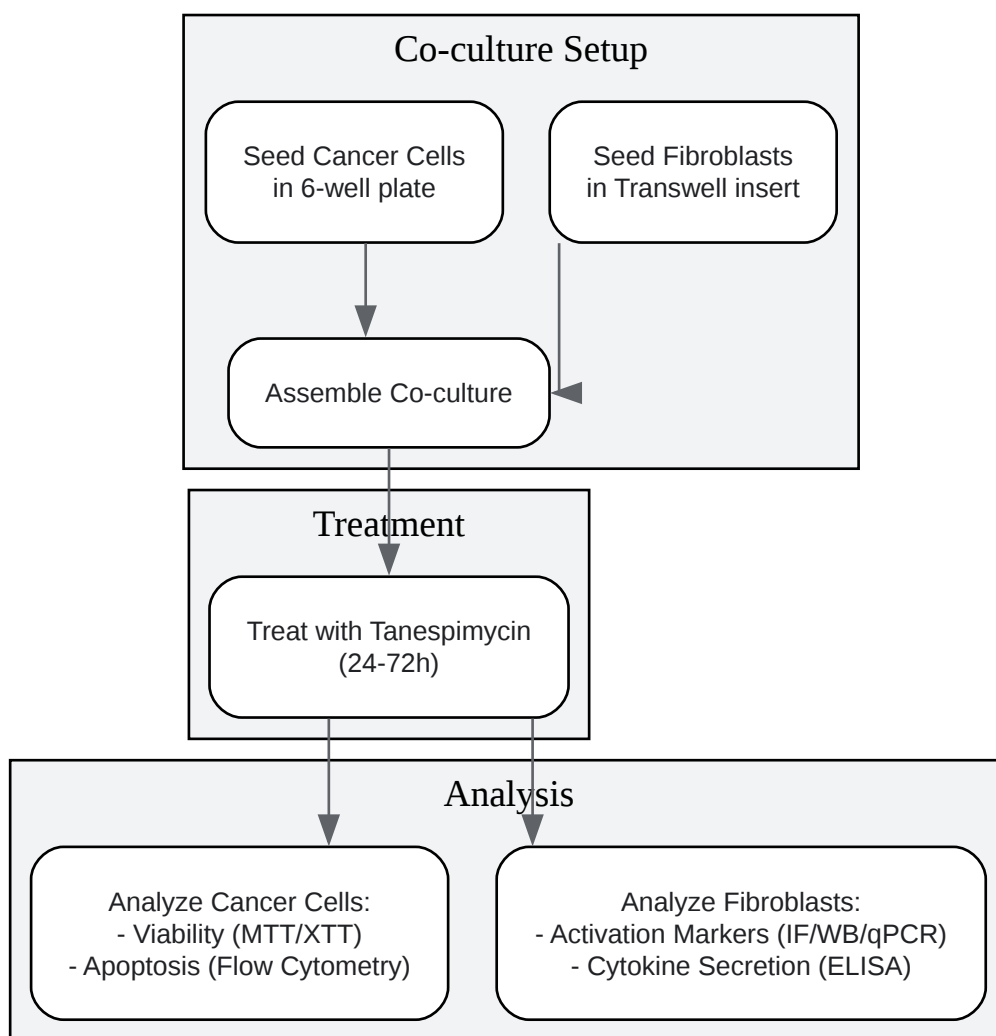 Co-culture Setup
Seed Cancer Cells
in 6-well plate
Seed Fibroblasts
in Transwell insert
Assemble Co-culture
Treatment
Treat with Tanespimycin
(24-72h)
Analysis
Analyze Cancer Cells:
- Viability (MTT/XTT)
- Apoptosis (Flow Cytometry)
Analyze Fibroblasts:
- Activation Markers (IF/WB/qPCR)
- Cytokine Secretion (ELISA)